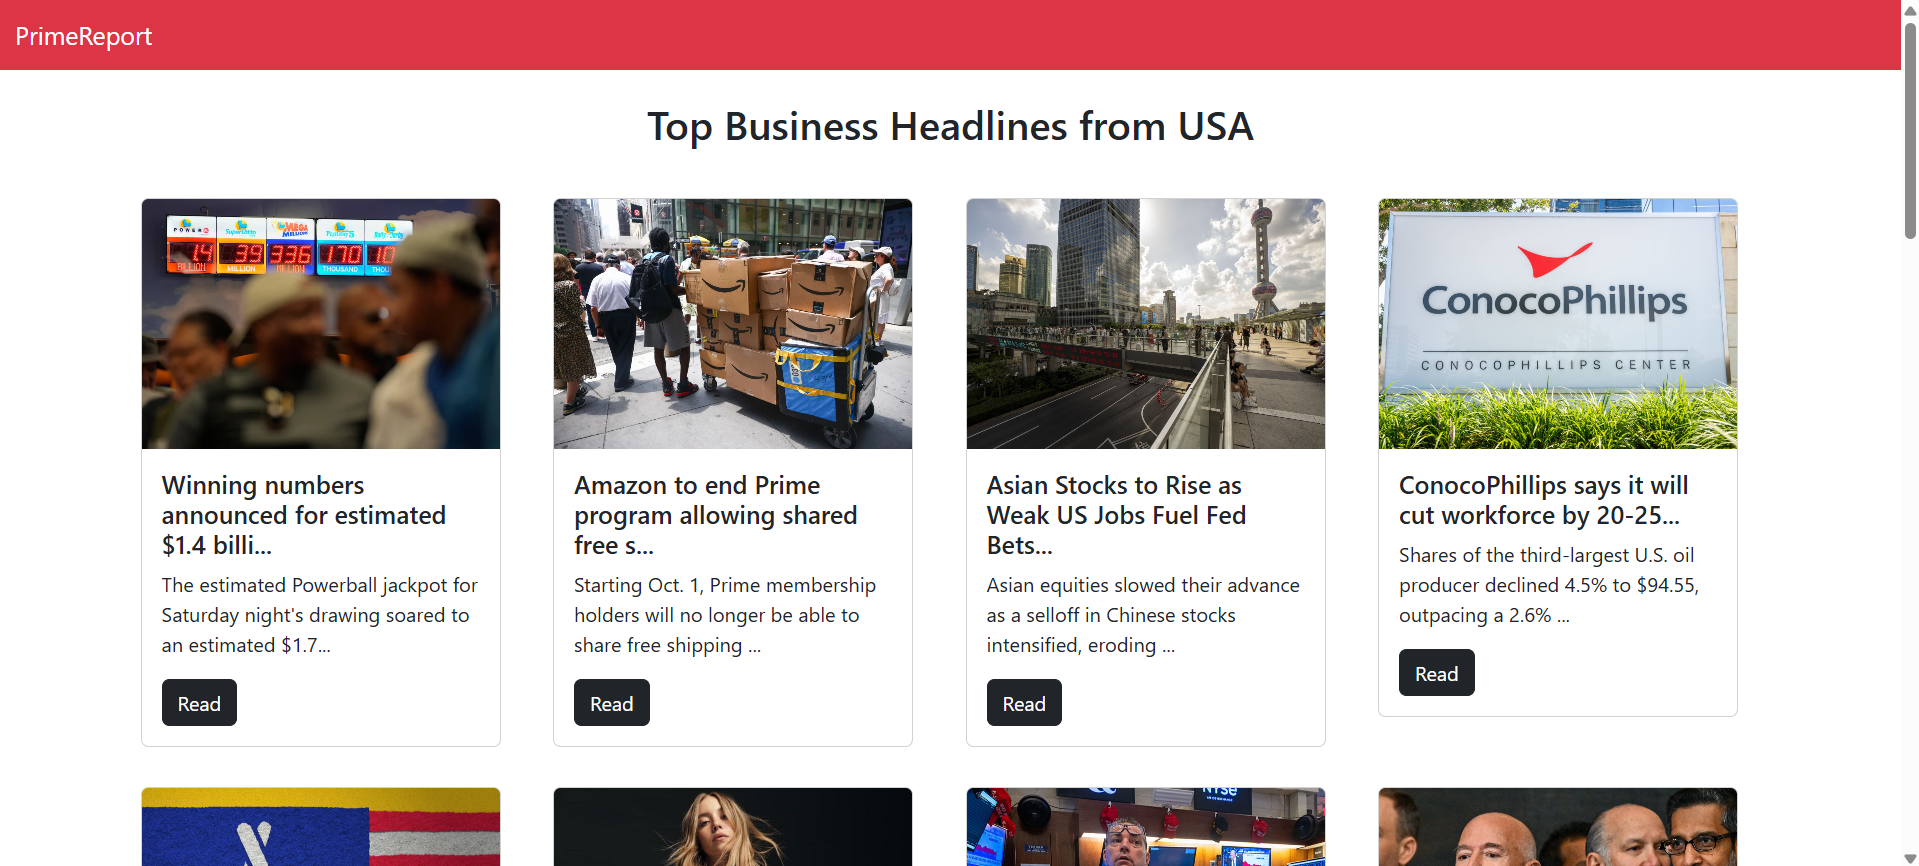 PrimeReport
Top Business Headlines from USA
POWER
SuperLotto
MEGA
MILLIONS
1.4
39
336
170
10
BILLION
MILLION
MILLION
THOUSAND
THOU
ConocoPhillips
CONOCOPHILLIPS CENTER
Winning numbers
announced for estimated
$1.4 billi...
The estimated Powerball jackpot for
Saturday night's drawing soared to
an estimated $1.7...
Read
Amazon to end Prime
program allowing shared
free s...
Starting Oct. 1, Prime membership
holders will no longer be able to
share free shipping ...
Read
Asian Stocks to Rise as
Weak US Jobs Fuel Fed
Bets...
Asian equities slowed their advance
as a selloff in Chinese stocks
intensified, eroding ...
Read
ConocoPhillips says it will
cut workforce by 20-25...
Shares of the third-largest U.S. oil
producer declined 4.5% to $94.55,
outpacing a 2.6% ...
Read
NYSE